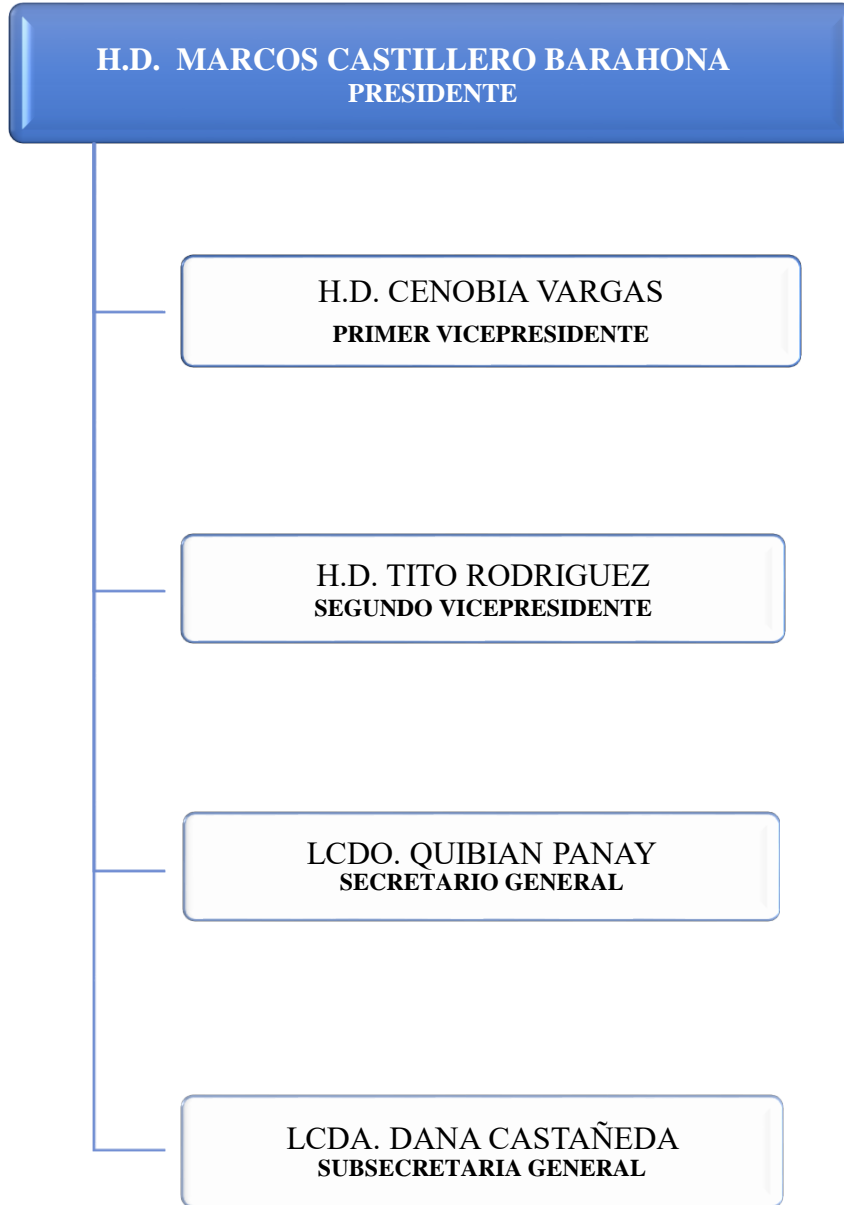 H.D. MARCOS CASTILLERO BARAHONA
PRESIDENTE
H.D. CENOBIA VARGAS
PRIMER VICEPRESIDENTE
H.D. TITO RODRIGUEZ
SEGUNDO VICEPRESIDENTE
LCDO. QUIBIAN PANAY
SECRETARIO GENERAL
LCDA. DANA CASTAÑEDA
SUBSECRETARIA GENERAL